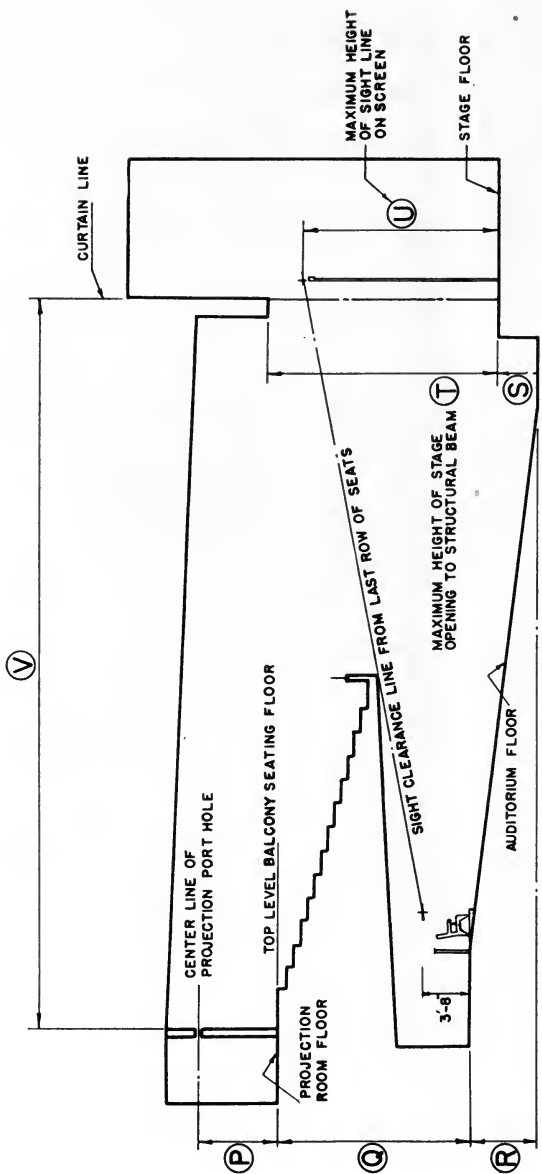 CURTAIN LINE
MAXIMUM HEIGHT
OF SIGHT LINE
ON SCREEN
STAGE FLOOR
V
U
T
S
MAXIMUM HEIGHT OF STAGE
OPENING TO STRUCTURAL BEAM
SIGHT CLEARANCE LINE FROM LAST ROW OF SEATS
CENTER LINE OF
PROJECTION PORT HOLE
TOP LEVEL BALCONY SEATING FLOOR
AUDITORIUM FLOOR
3'-8"
PROJECTION
ROOM FLOOR
P
Q
R